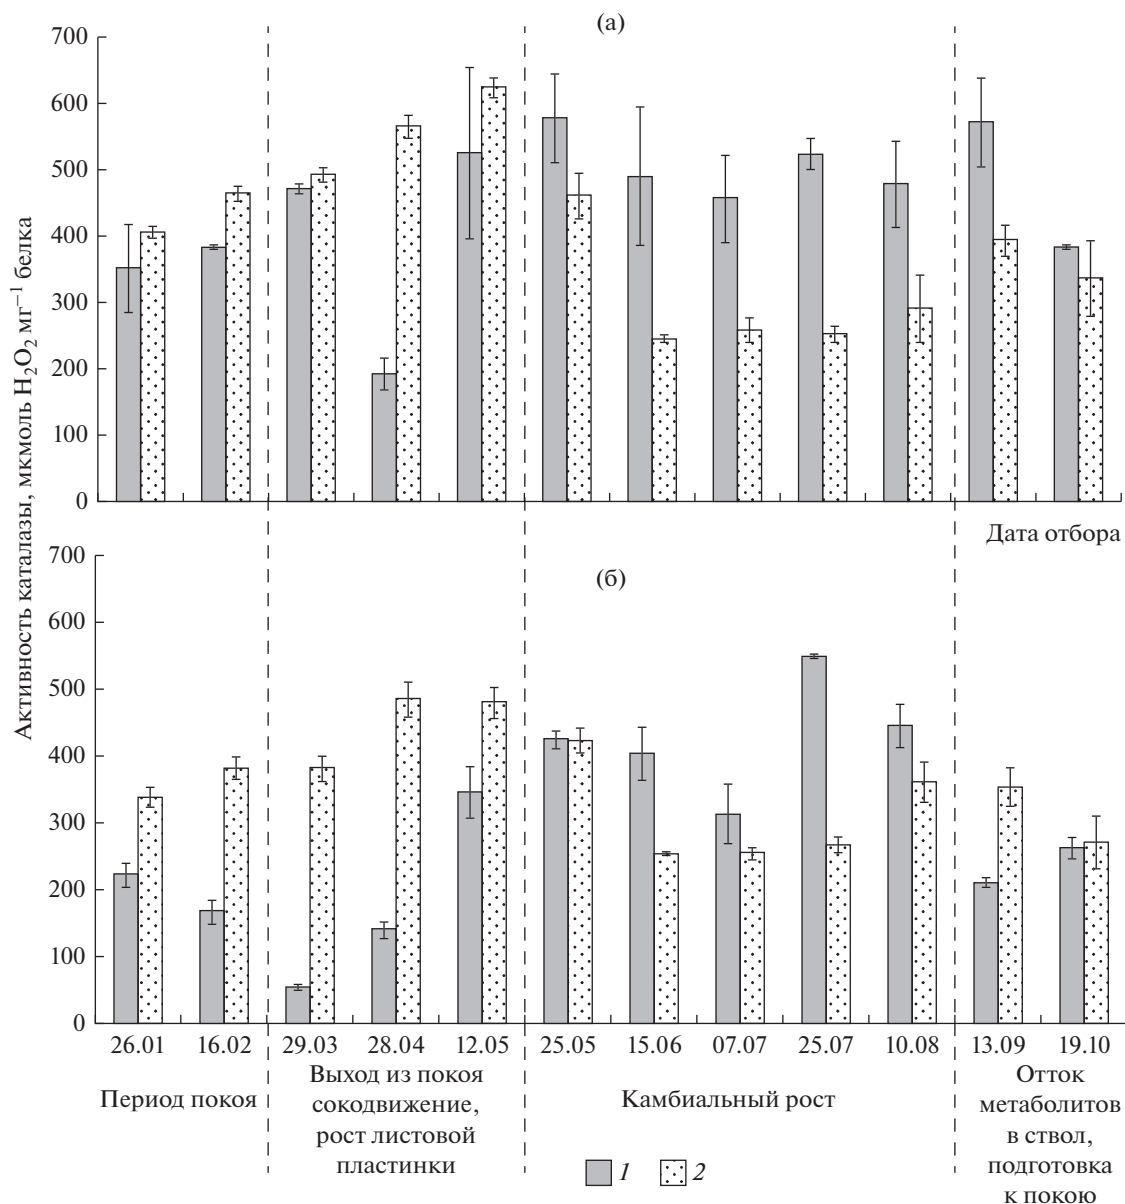 (а)
700
600
500
400
300
200
100
0
Активность каталазы, мкмоль H₂O₂ мг⁻¹ белка
Дата отбора
(б)
700
600
500
400
300
200
100
0
26.01 16.02 29.03 28.04 12.05 25.05 15.06 07.07 25.07 10.08 13.09 19.10
Период покоя
Выход из покоя
сокодвижение,
рост листовой
пластинки
Камбиальный рост
Отток
метаболитов
в ствол,
подготовка
к покою
1 2